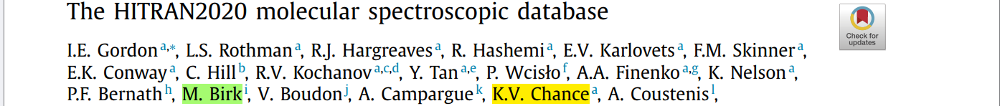 The HITRAN2020 molecular spectroscopic database
Check for
updates
I.E. Gordon a,*, L.S. Rothman a, R.J. Hargreaves a, R. Hashemi a, E.V. Karlovets a, F.M. Skinner a,
E.K. Conway a, C. Hill b, R.V. Kochanov a,c,d, Y. Tan a,e, P. Wcisło f, A.A. Finenko a,g, K. Nelson a,
P.F. Bernath h, M. Birk i, V. Boudon j, A. Campargue k, K.V. Chance a, A. Coustenis l,